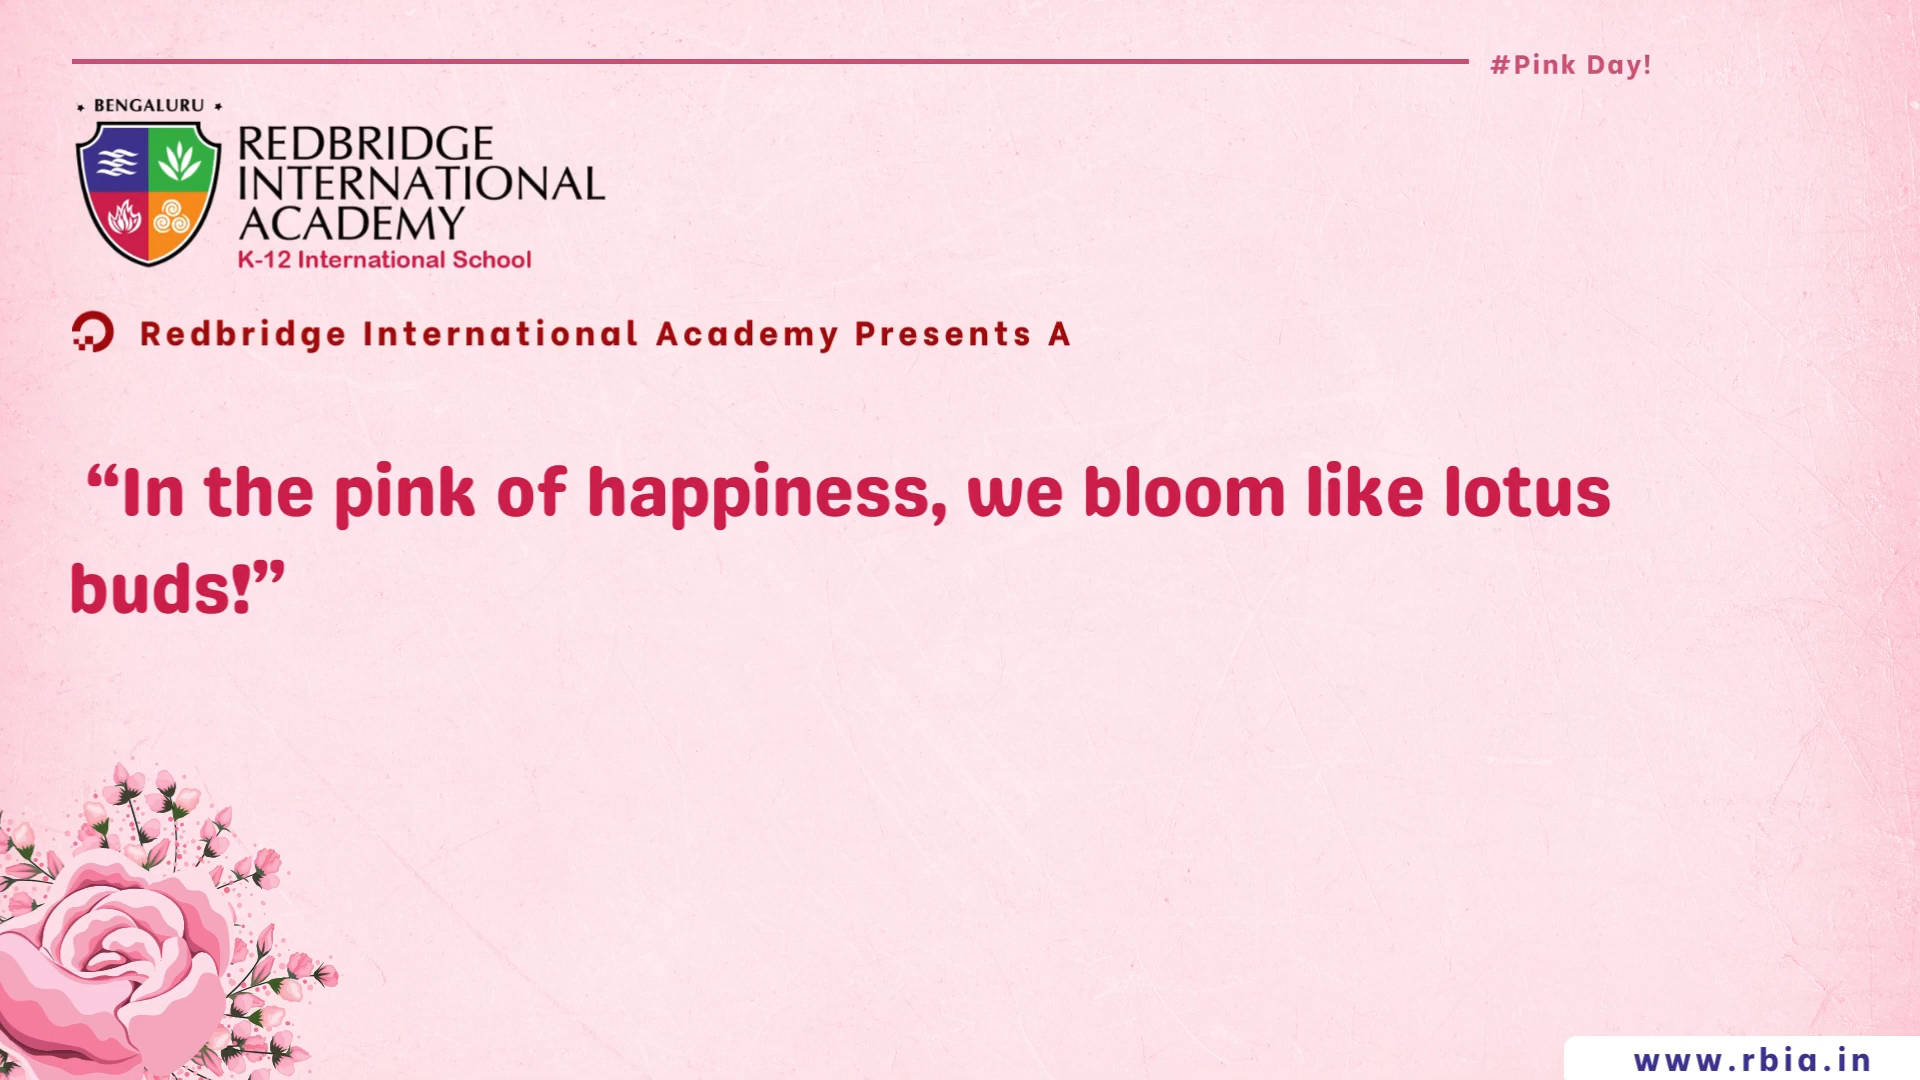 #Pink Day!
BENGALURU
REDBRIDGE
INTERNATIONAL
ACADEMY
K-12 International School
Redbridge International Academy Presents A
“In the pink of happiness, we bloom like lotus
buds!”
www.rbia.in